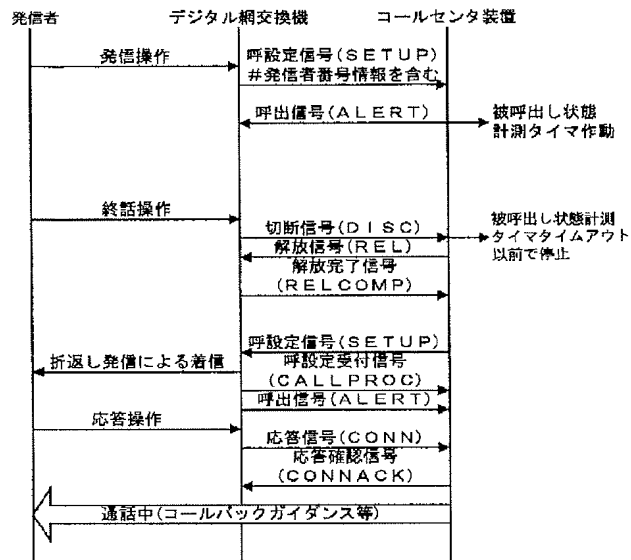 発信者
デジタル網交換機
コールセンタ装置
発信操作
呼設定信号(SETUP)
#発信者番号情報を含む
呼出信号(ALERT)
被呼出し状態
計測タイマ作動
終話操作
切断信号(DISC)
被呼出し状態計測
タイマタイムアウト
以前で停止
解放信号(REL)
解放完了信号
(RELCOMP)
呼設定信号(SETUP)
折返し発信による着信
呼設定受付信号
(CALLPROC)
呼出信号(ALERT)
応答操作
応答信号(CONN)
応答確認信号
(CONNACK)
通話中(コールバックガイダンス等)